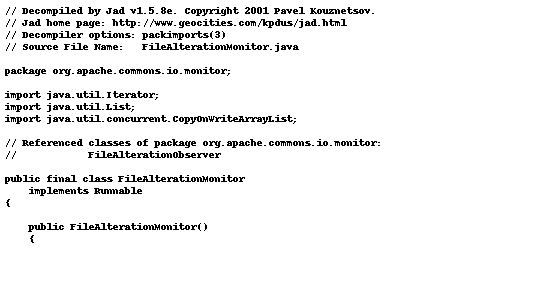 // Decompiled by Jad v1.5.8e. Copyright 2001 Pavel Kouznetsov.
// Jad home page: http://www.geocities.com/kpdus/jad.html
// Decompiler options: packimports(3)
// Source File Name:   FileAlterationMonitor.java

package org.apache.commons.io.monitor;

import java.util.Iterator;
import java.util.List;
import java.util.concurrent.CopyOnWriteArrayList;

// Referenced classes of package org.apache.commons.io.monitor:
//            FileAlterationObserver

public final class FileAlterationMonitor
    implements Runnable
{

    public FileAlterationMonitor()
    {